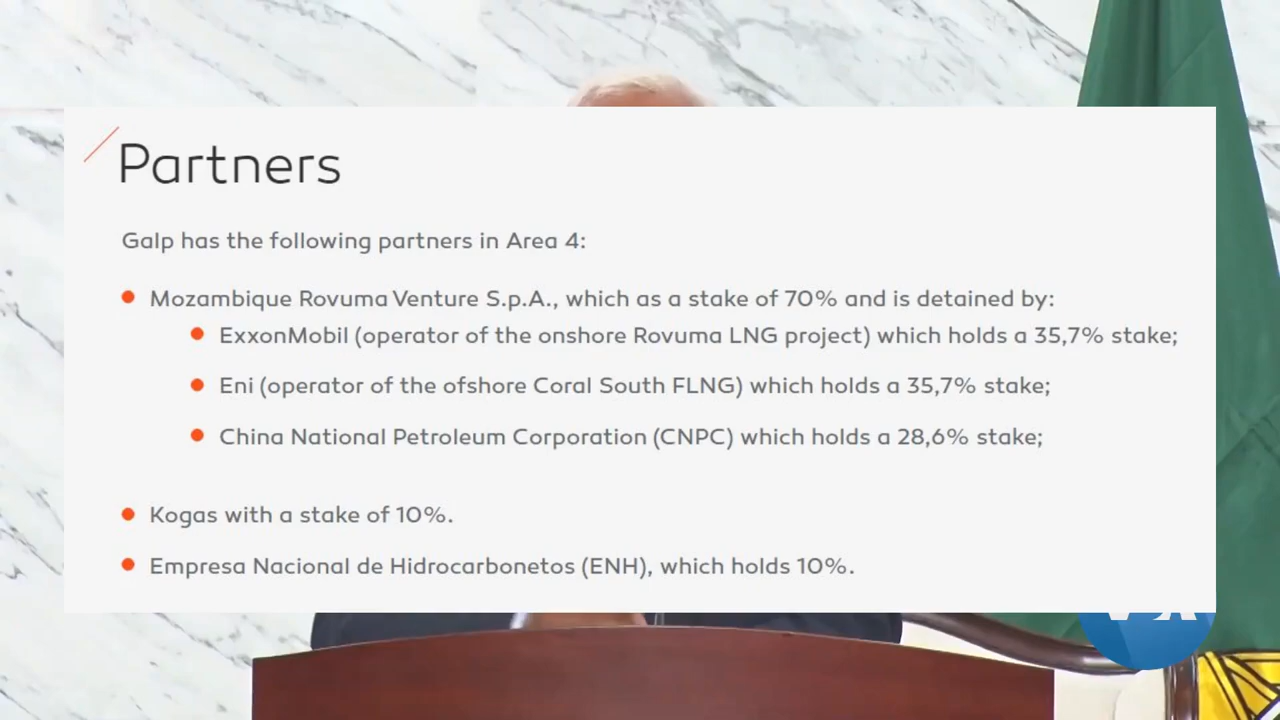 Partners
Galp has the following partners in Area 4:
Mozambique Rovuma Venture S.p.A., which as a stake of 70% and is detained by:
ExxonMobil (operator of the onshore Rovuma LNG project) which holds a 35,7% stake;
Eni (operator of the ofshore Coral South FLNG) which holds a 35,7% stake;
China National Petroleum Corporation (CNPC) which holds a 28,6% stake;
Kogas with a stake of 10%.
Empresa Nacional de Hidrocarbonetos (ENH), which holds 10%.